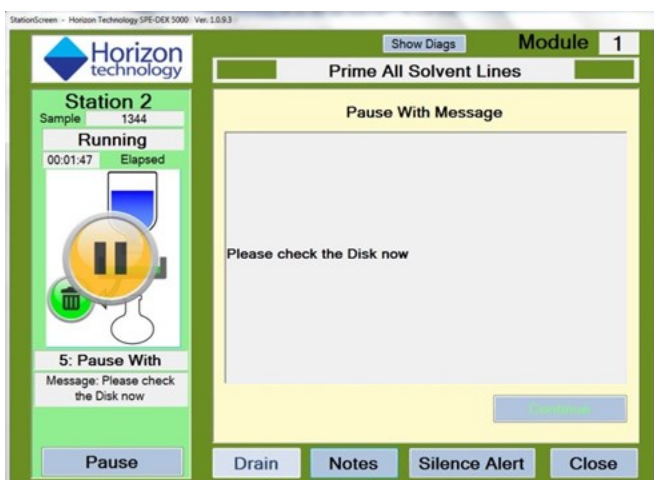 StationScreen - Horizon Technology SPE-DEX 5000 Ver. 1.0.9.3
Horizon
technology
Show Diags
Module 1
Prime All Solvent Lines
Station 2
Sample 1344
Running
00:01:47 Elapsed
5: Pause With
Message: Please check
the Disk now
Pause
Pause With Message
Please check the Disk now
Continue
Drain Notes Silence Alert Close